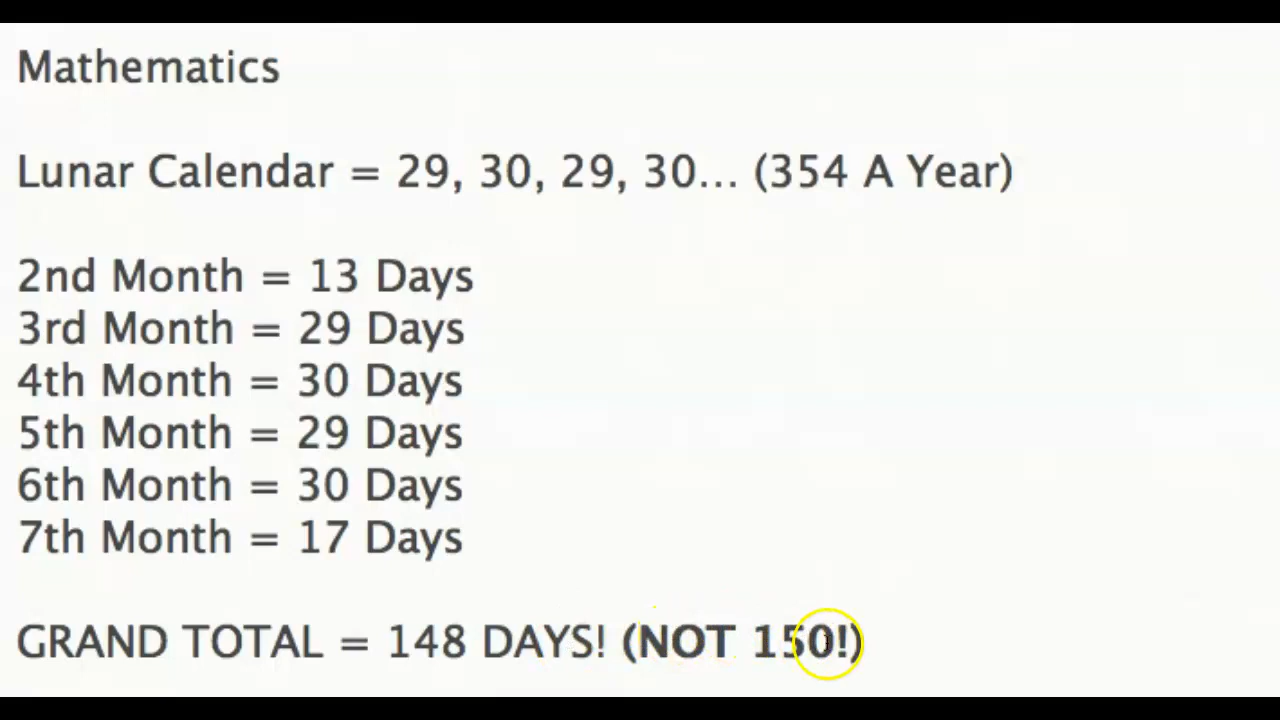 Mathematics
Lunar Calendar = 29, 30, 29, 30... (354 A Year)
2nd Month = 13 Days
3rd Month = 29 Days
4th Month = 30 Days
5th Month = 29 Days
6th Month = 30 Days
7th Month = 17 Days
GRAND TOTAL = 148 DAYS! (NOT 150!)